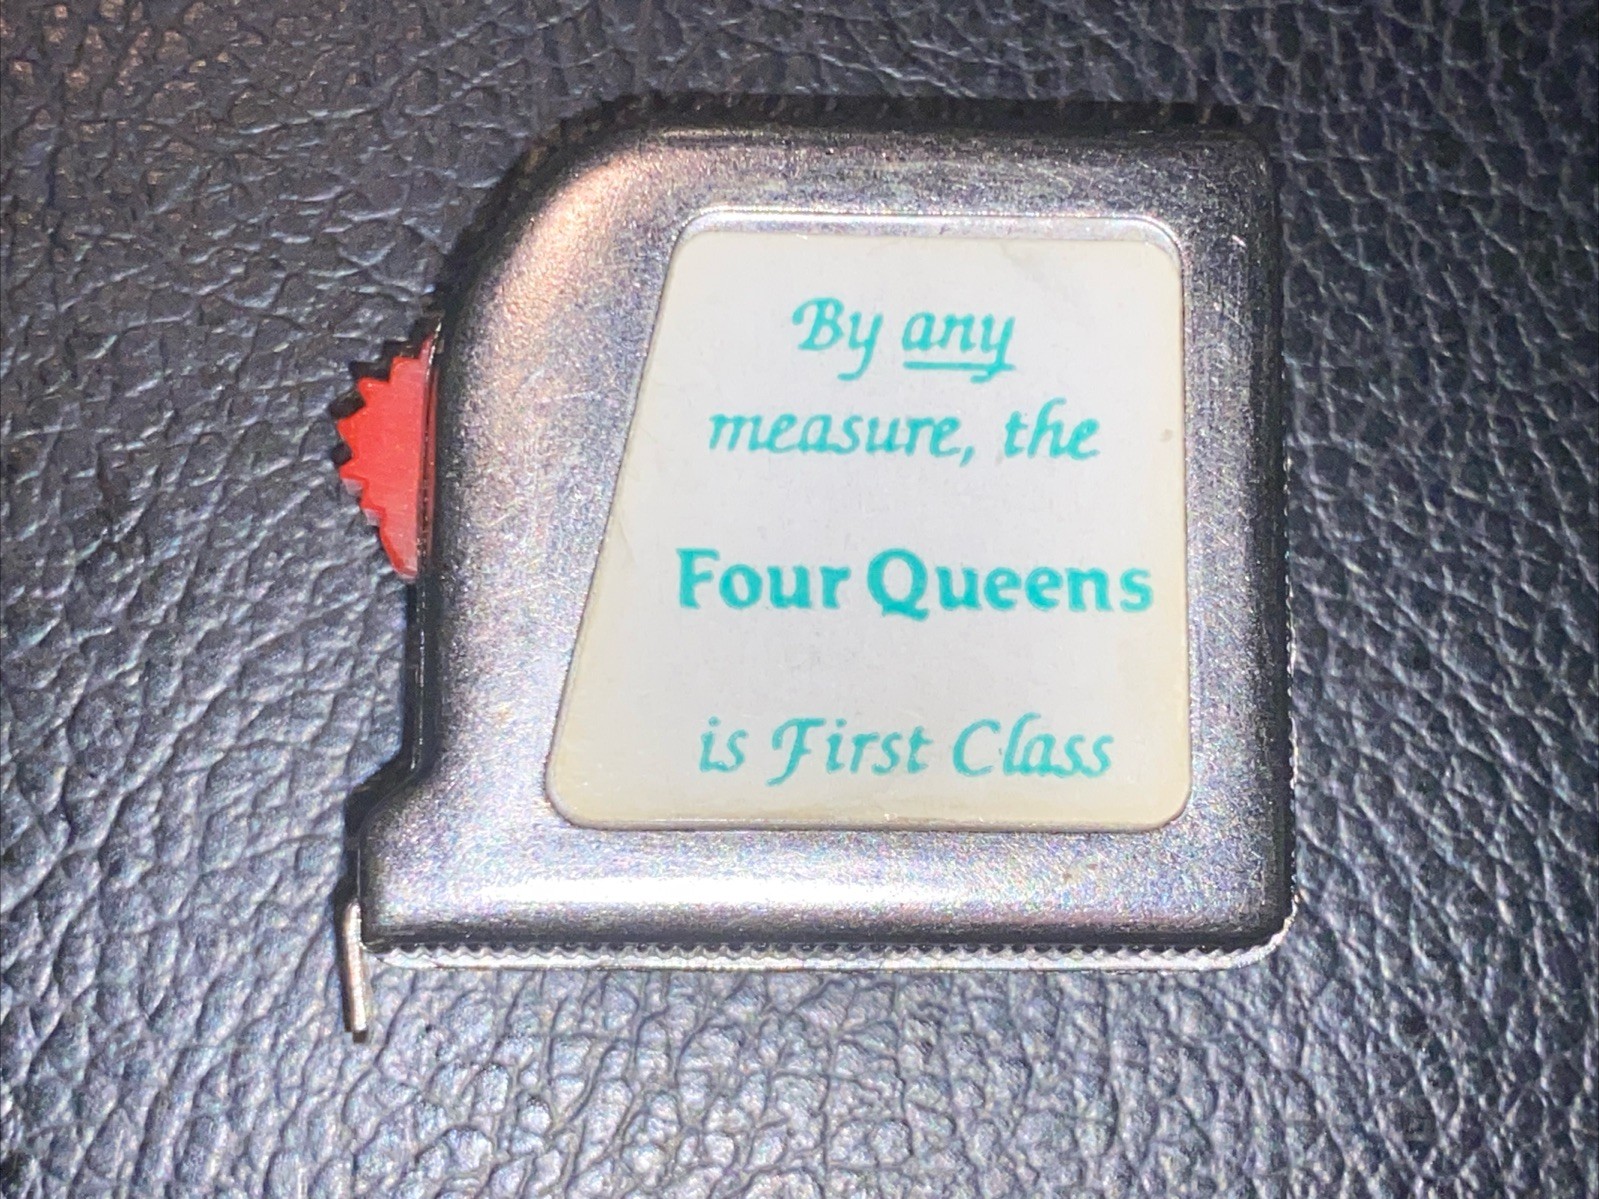 By any
measure, the
Four Queens
is First Class